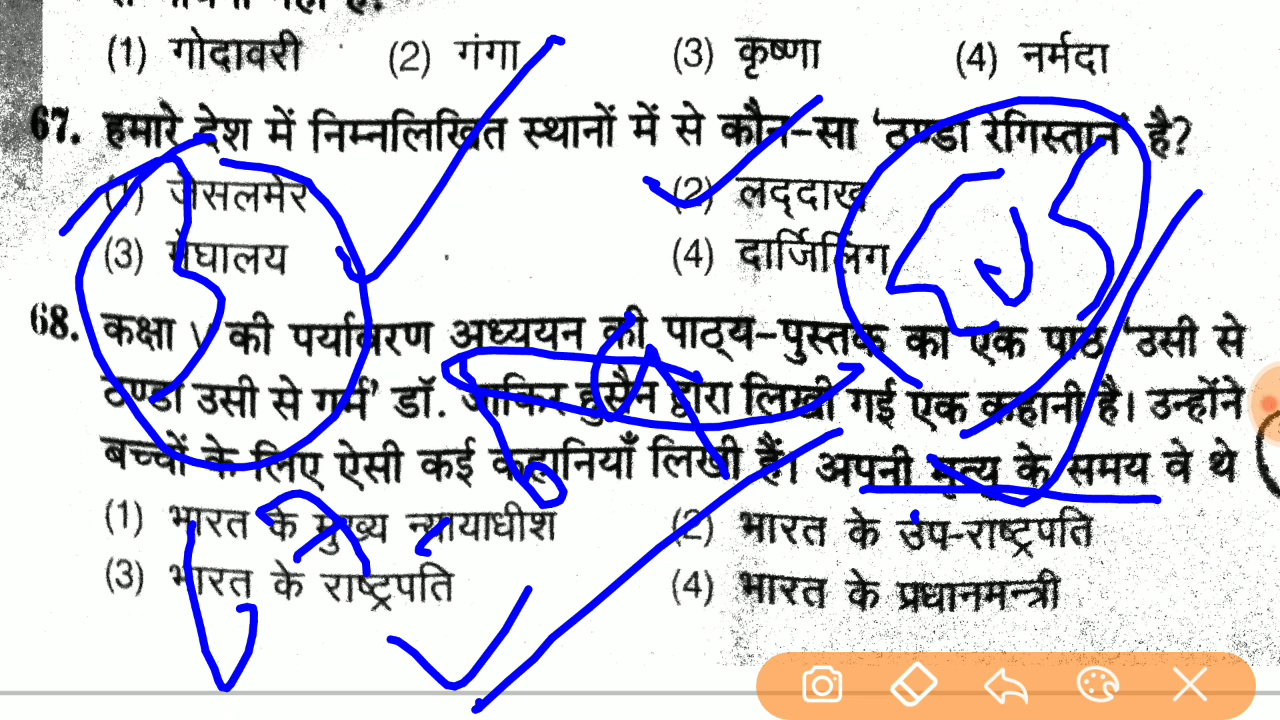 (1) गोदावरी (2) गंगा (3) कृष्णा (4) नर्मदा
67. हमारे देश में निम्नलिखित स्थानों में से कौन-सा 'ठण्डा रेगिस्तान' है?
(1) जैसलमेर (2) लद्दाख
(3) मेघालय (4) दार्जिलिंग
68. कक्षा V की पर्यावरण अध्ययन की पाठ्य-पुस्तक का एक पाठ 'उसी से
ठण्डा उसी से गर्म' डॉ. जाकिर हुसैन द्वारा लिखी गई एक कहानी है। उन्होंने
बच्चों के लिए ऐसी कई कहानियाँ लिखी हैं। अपनी मृत्यु के समय वे थे
(1) भारत के मुख्य न्यायाधीश (2) भारत के उप-राष्ट्रपति
(3) भारत के राष्ट्रपति (4) भारत के प्रधानमन्त्री